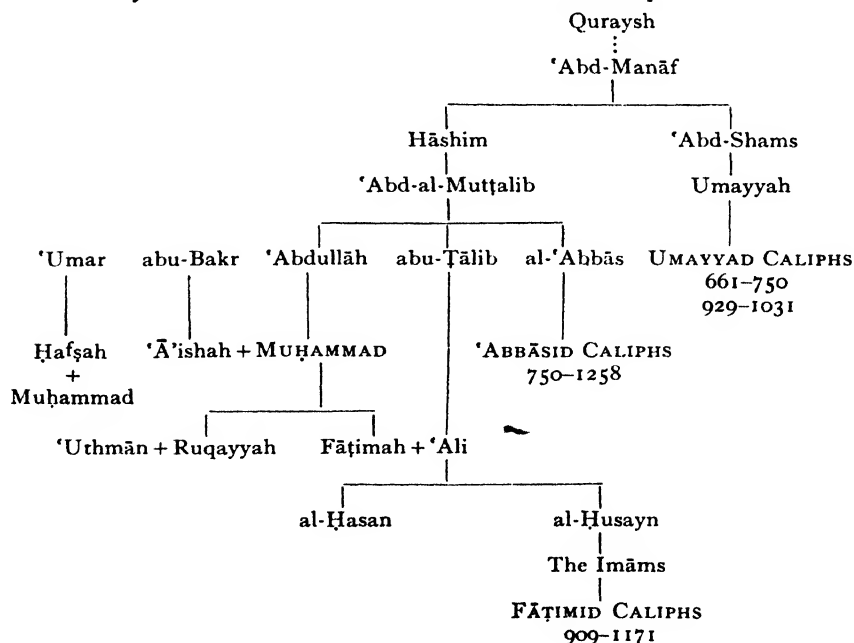 Quraysh
‘Abd-Manāf
Hāshim ‘Abd-Shams
‘Abd-al-Muṭṭalib Umayyah
‘Umar abu-Bakr ‘Abdullāh abu-Ṭālib al-‘Abbās UMAYYAD CALIPHS
661–750
929–1031
Ḥafṣah ‘Ā’ishah + MUḤAMMAD ‘ABBĀSID CALIPHS
+ 750–1258
Muḥammad
‘Uthmān + Ruqayyah Fāṭimah + ‘Ali
al-Ḥasan al-Ḥusayn
The Imāms
FĀṬIMID CALIPHS
909–1171